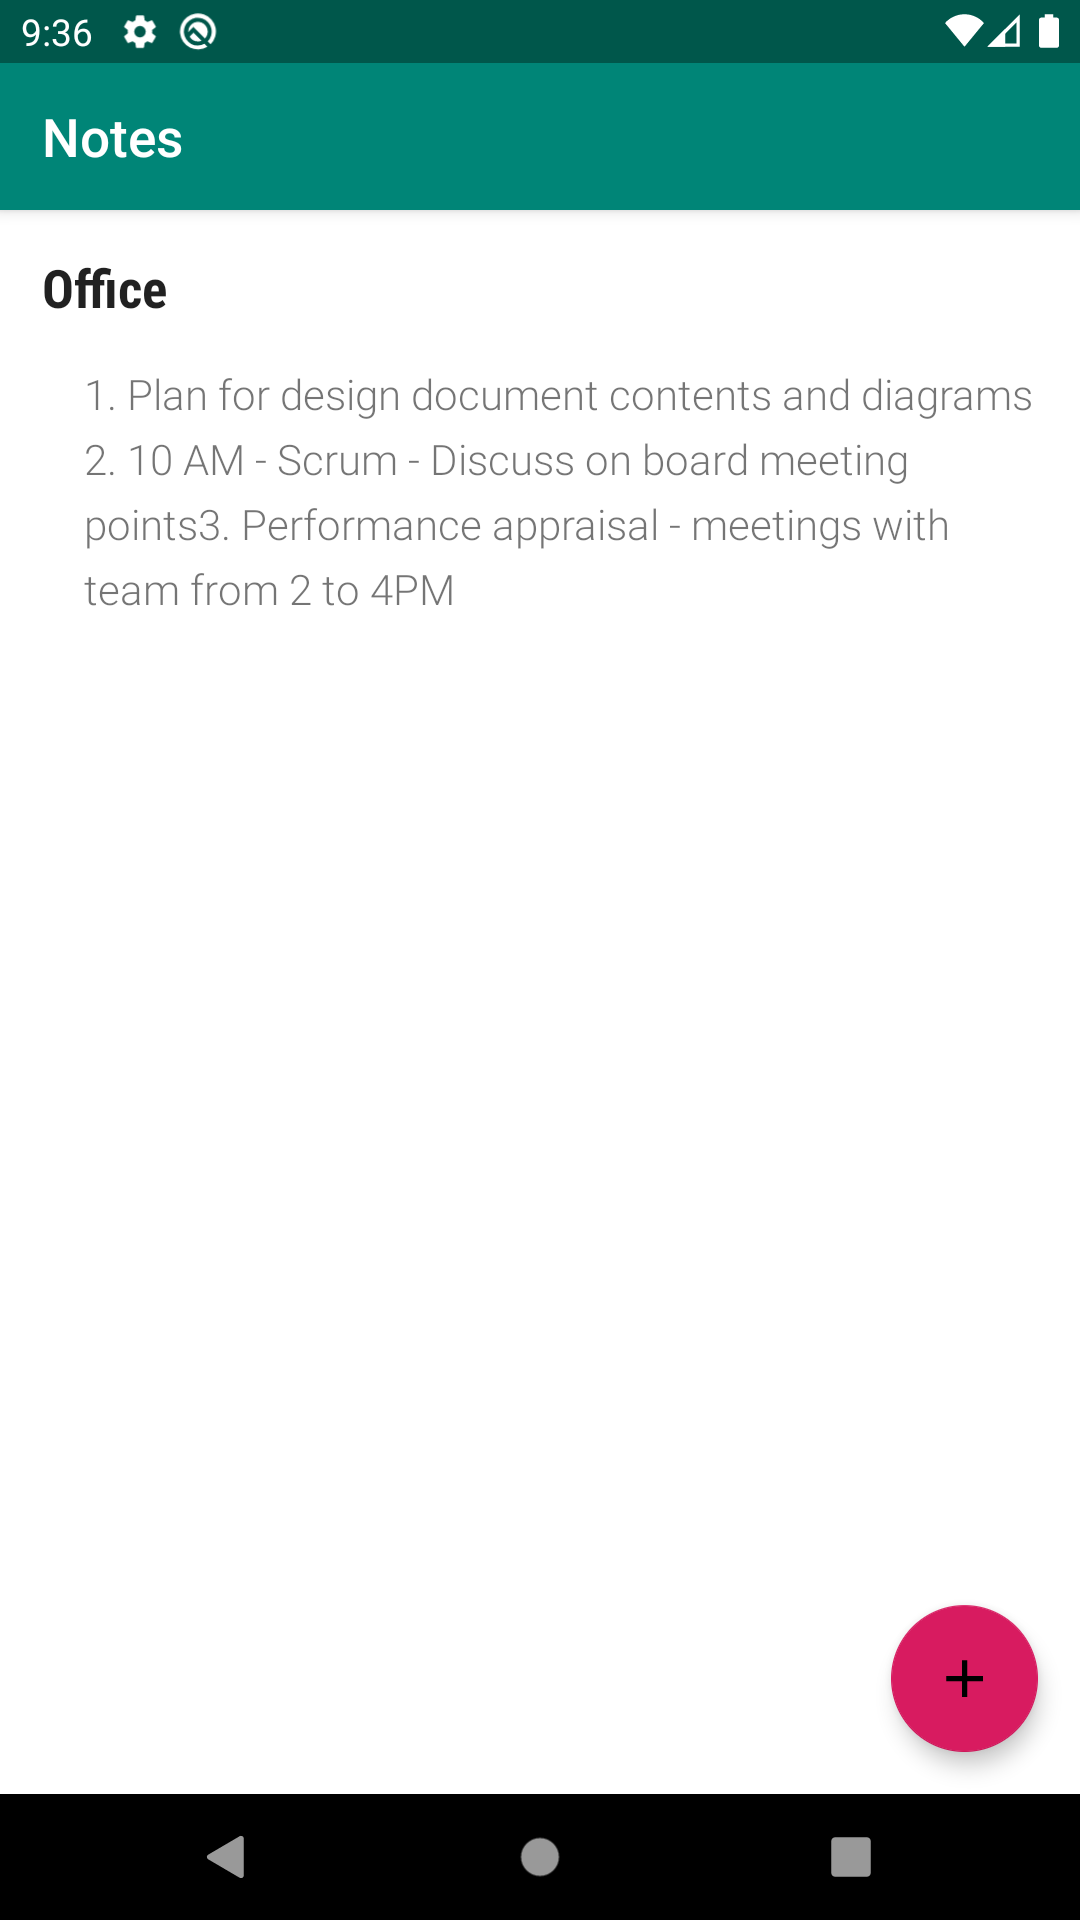 9:36
Notes
Office
1. Plan for design document contents and diagrams
2. 10 AM - Scrum - Discuss on board meeting
points3. Performance appraisal - meetings with
team from 2 to 4PM